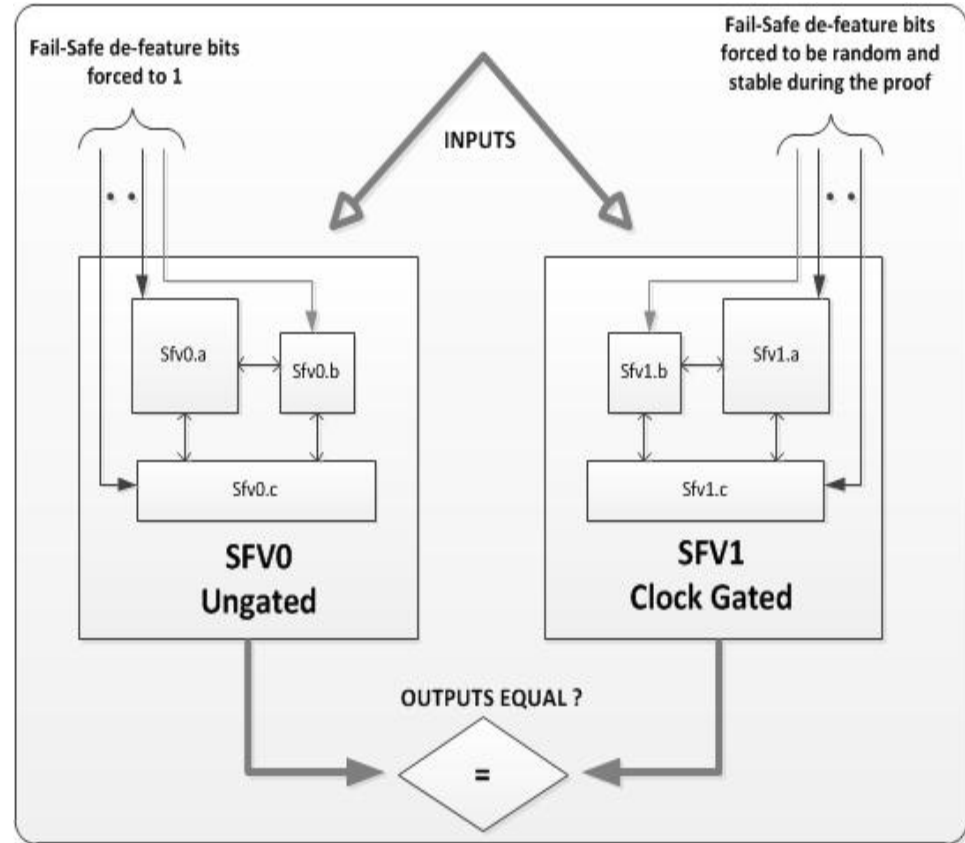 Fail-Safe de-feature bits
forced to 1
Fail-Safe de-feature bits
forced to be random and
stable during the proof
INPUTS
Sfv0.a
Sfv0.b
Sfv0.c
SFV0
Ungated
Sfv1.b
Sfv1.a
Sfv1.c
SFV1
Clock Gated
OUTPUTS EQUAL ?
=